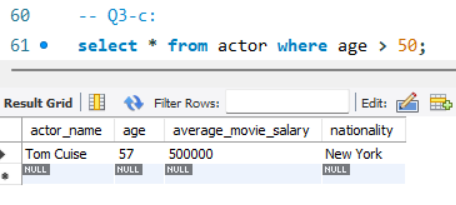 60 -- Q3-c:
61 select * from actor where age > 50;
Result Grid Filter Rows: Edit:
actor_name age average_movie_salary nationality
Tom Cuise 57 500000 New York
NULL NULL NULL NULL